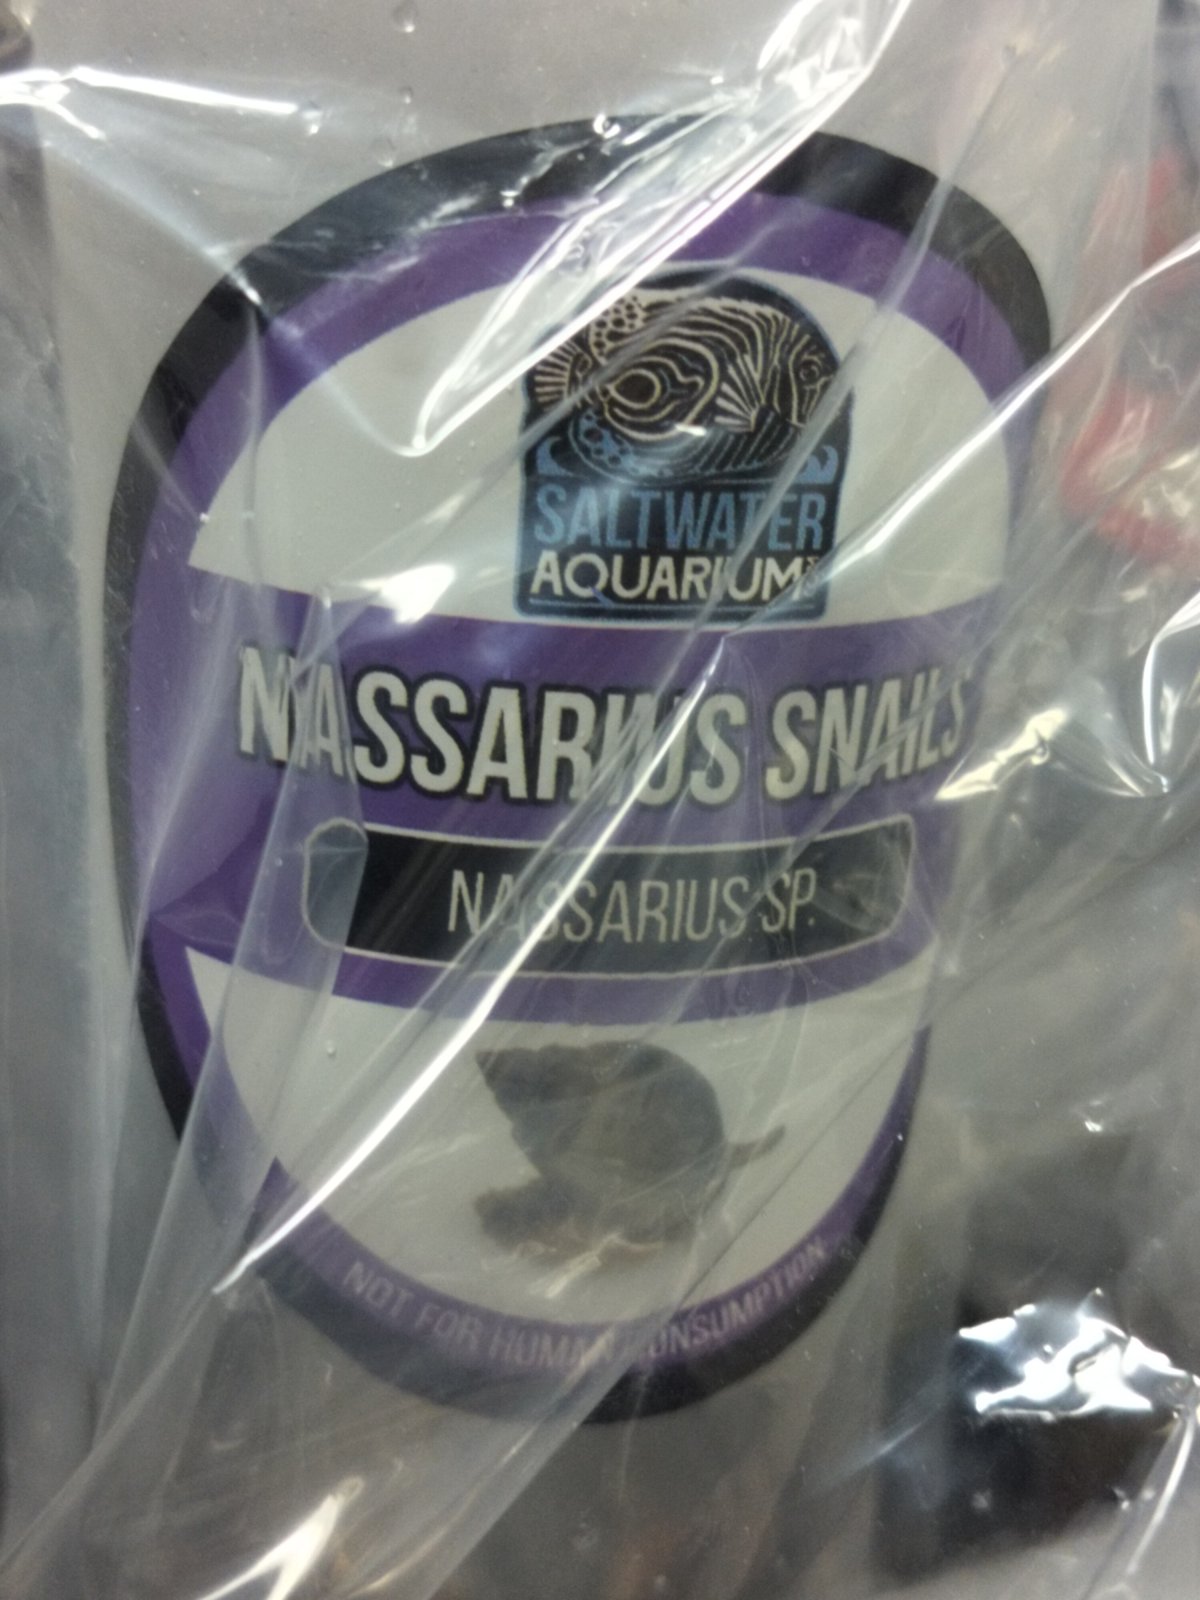 SALTWATER
AQUARIUM
NASSARIUS SNAILS
NASSARIUS SP.
NOT FOR HUMAN CONSUMPTION